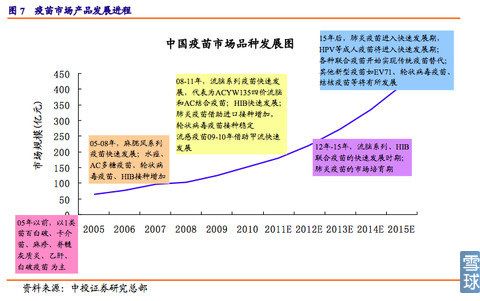 图 7 疫苗市场产品发展进程
中国疫苗市场品种发展图
15年后，肺炎疫苗进入快速发展期，
HPV等成人疫苗将进入发展期；
各种联合疫苗开始实现传统疫苗替代；
其他新型疫苗如EV71、轮状病毒疫苗、
结核疫苗等将有所发展
08-11年，流脑系列疫苗快速发
展，代表为ACYW135四价流脑
和AC结合疫苗；HIB快速发展；
肺炎疫苗借助进口接种增加，
轮状病毒疫苗接种稳定
流感疫苗09-10年借助甲流快速
发展
05-08年，麻腮风系列
疫苗快速发展；水痘，
AC多糖疫苗、轮状病
毒疫苗，HIB接种增加
12年-15年，流脑系列、HIB
联合疫苗的快速发展时期；
肺炎疫苗的市场培育期
05年以前，以1类
苗百白破，卡介
苗、麻疹、脊髓
灰质炎、乙肝、
白破疫苗 为主
市场规模(亿元)
450
400
350
300
250
200
150
100
50
0
2005 2006 2007 2008 2009 2010 2011E 2012E 2013E 2014E 2015E
资料来源：中投证券研究总部
雪球